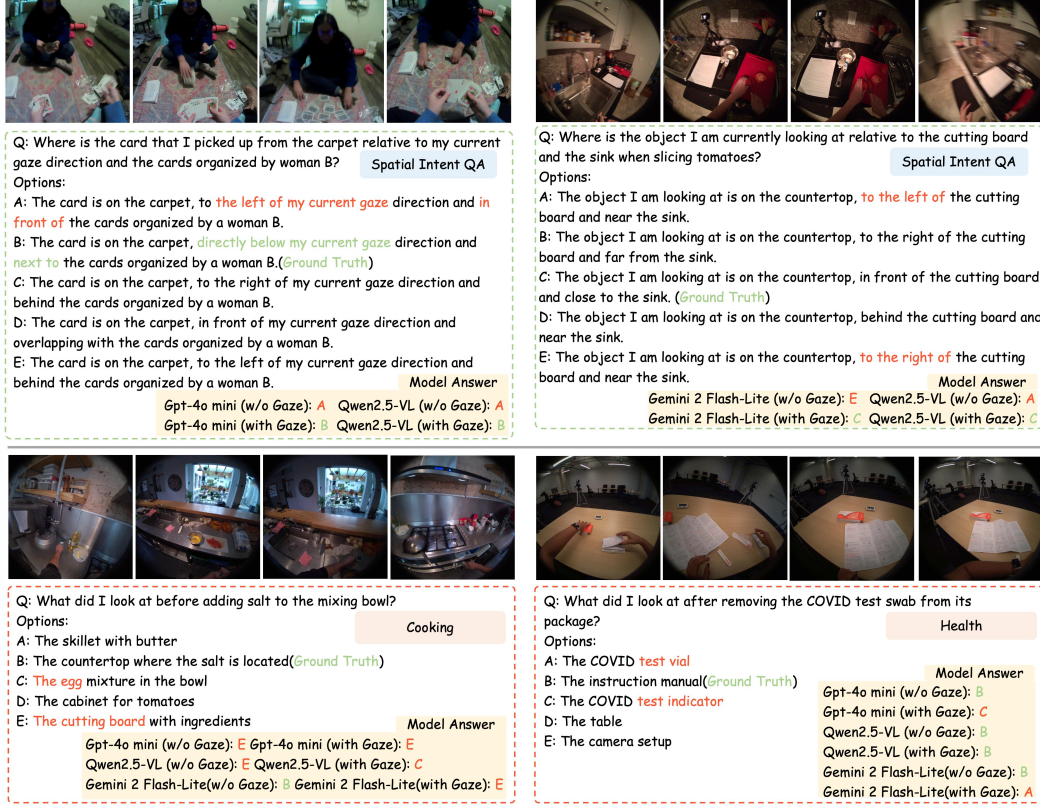 Q: Where is the card that I picked up from the carpet relative to my current
gaze direction and the cards organized by woman B?
Spatial Intent QA
Options:
A: The card is on the carpet, to the left of my current gaze direction and in
front of the cards organized by a woman B.
B: The card is on the carpet, directly below my current gaze direction and
next to the cards organized by a woman B.(Ground Truth)
C: The card is on the carpet, to the right of my current gaze direction and
behind the cards organized by a woman B.
D: The card is on the carpet, in front of my current gaze direction and
overlapping with the cards organized by a woman B.
E: The card is on the carpet, to the left of my current gaze direction and
behind the cards organized by a woman B.
Model Answer
Gpt-4o mini (w/o Gaze): A Qwen2.5-VL (w/o Gaze): A
Gpt-4o mini (with Gaze): B Qwen2.5-VL (with Gaze): B
Q: Where is the object I am currently looking at relative to the cutting board
and the sink when slicing tomatoes?
Spatial Intent QA
Options:
A: The object I am looking at is on the countertop, to the left of the cutting
board and near the sink.
B: The object I am looking at is on the countertop, to the right of the cutting
board and far from the sink.
C: The object I am looking at is on the countertop, in front of the cutting board
and close to the sink. (Ground Truth)
D: The object I am looking at is on the countertop, behind the cutting board and
near the sink.
E: The object I am looking at is on the countertop, to the right of the cutting
board and near the sink.
Model Answer
Gemini 2 Flash-Lite (w/o Gaze): E Qwen2.5-VL (w/o Gaze): A
Gemini 2 Flash-Lite (with Gaze): C Qwen2.5-VL (with Gaze): C
Q: What did I look at before adding salt to the mixing bowl?
Options:
Cooking
A: The skillet with butter
B: The countertop where the salt is located(Ground Truth)
C: The egg mixture in the bowl
D: The cabinet for tomatoes
E: The cutting board with ingredients
Model Answer
Gpt-4o mini (w/o Gaze): E Gpt-4o mini (with Gaze): E
Qwen2.5-VL (w/o Gaze): E Qwen2.5-VL (with Gaze): C
Gemini 2 Flash-Lite(w/o Gaze): B Gemini 2 Flash-Lite(with Gaze): E
Q: What did I look at after removing the COVID test swab from its
package?
Health
Options:
A: The COVID test vial
B: The instruction manual(Ground Truth)
C: The COVID test indicator
D: The table
E: The camera setup
Model Answer
Gpt-4o mini (w/o Gaze): B
Gpt-4o mini (with Gaze): C
Qwen2.5-VL (w/o Gaze): B
Qwen2.5-VL (with Gaze): B
Gemini 2 Flash-Lite(w/o Gaze): B
Gemini 2 Flash-Lite(with Gaze): A